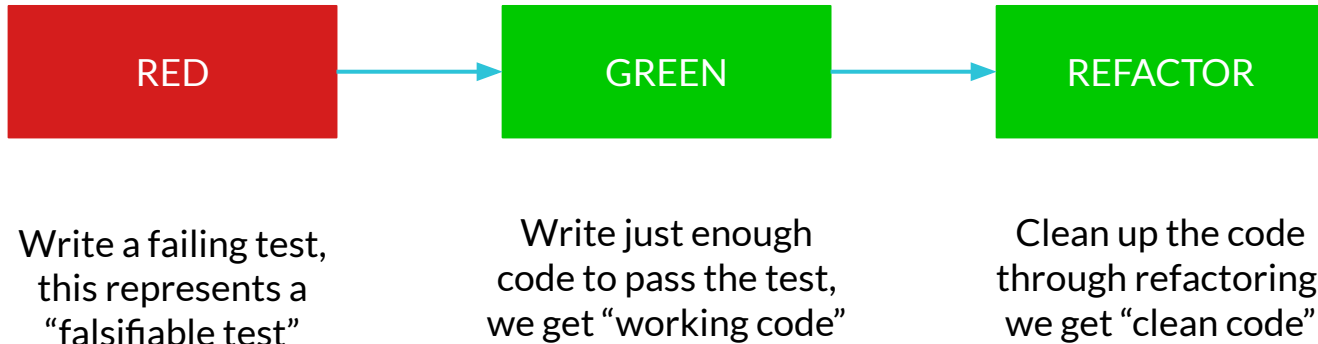 RED
GREEN
REFACTOR
Write a failing test,
this represents a
“falsifiable test”
Write just enough
code to pass the test,
we get “working code”
Clean up the code
through refactoring
we get “clean code”